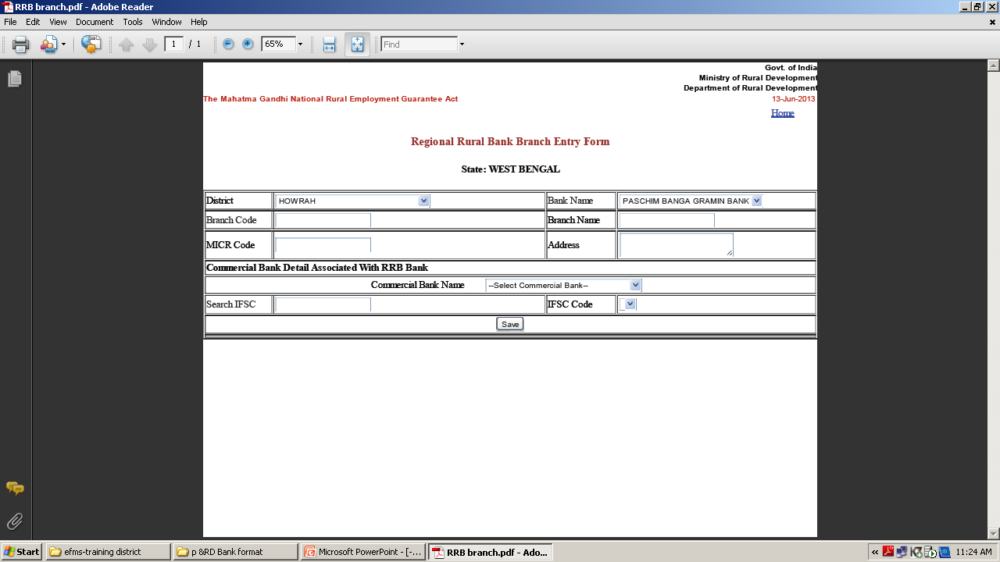 RRB branch.pdf - Adobe Reader
File Edit View Document Tools Window Help
1 / 1 65% Find
Govt. of India
Ministry of Rural Development
Department of Rural Development
The Mahatma Gandhi National Rural Employment Guarantee Act 13-Jun-2013
Home
Regional Rural Bank Branch Entry Form
State: WEST BENGAL
District HOWRAH Bank Name PASCHIM BANGA GRAMIN BANK
Branch Code Branch Name
MICR Code Address
Commercial Bank Detail Associated With RRB Bank
Commercial Bank Name --Select Commercial Bank--
Search IFSC IFSC Code
Save
Start efms-training district p &RD Bank format Microsoft PowerPoint - [-... RRB branch.pdf - Ado... « 11:24 AM